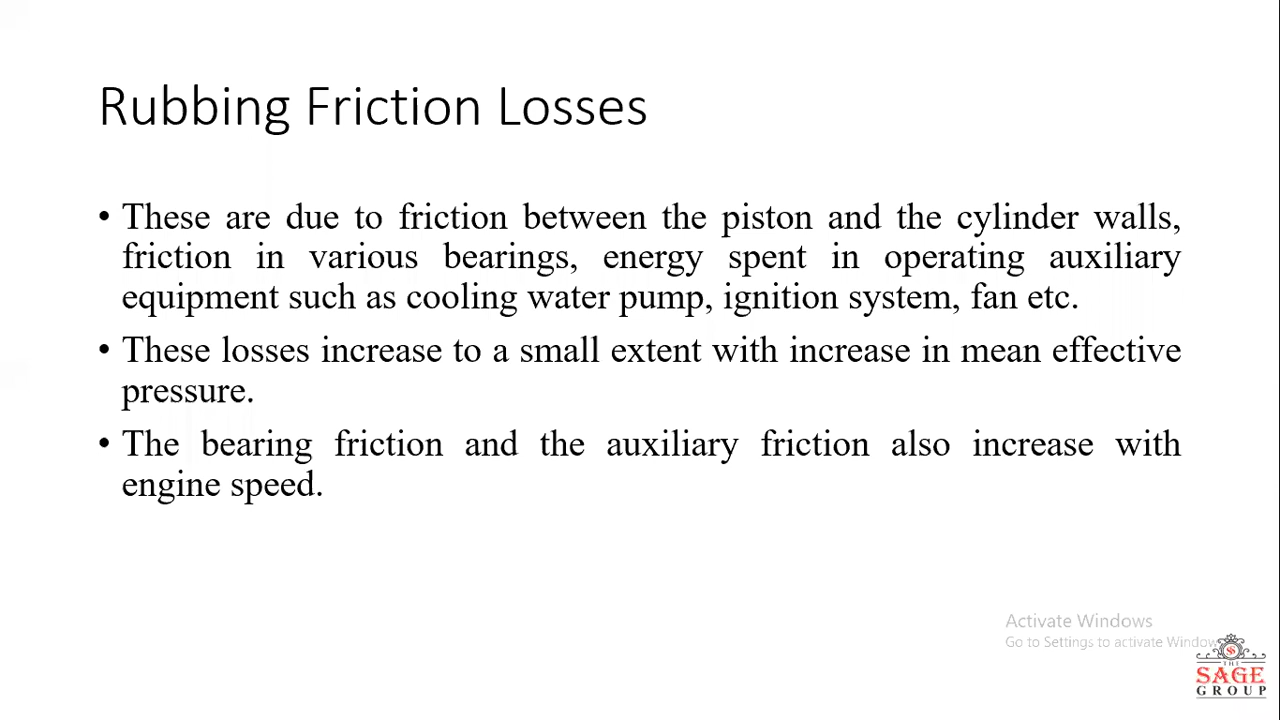 Rubbing Friction Losses
• These are due to friction between the piston and the cylinder walls,
friction in various bearings, energy spent in operating auxiliary
equipment such as cooling water pump, ignition system, fan etc.
• These losses increase to a small extent with increase in mean effective
pressure.
• The bearing friction and the auxiliary friction also increase with
engine speed.
Activate Windows
Go to Settings to activate Window
THE
SAGE
GROUP